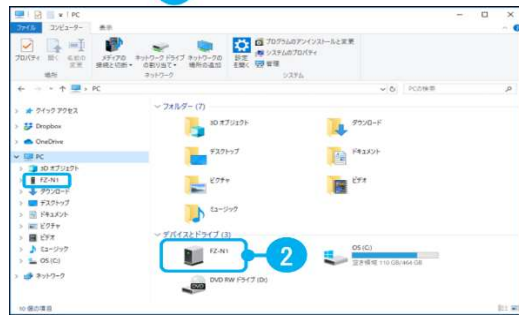 PC
ファイル コンピューター 表示
プロパティ 開く 名前の変更 メディアの接続と切断 ネットワーク ドライブの割り当て ネットワークの場所の追加 設定を開く プログラムのアンインストールと変更
システムのプロパティ
管理
場所 ネットワーク システム
PC PCの検索
クイック アクセス
Dropbox
OneDrive
PC
3D オブジェクト
FZ-N1
ダウンロード
デスクトップ
ドキュメント
ピクチャ
ビデオ
ミュージック
OS (C:)
ネットワーク
フォルダー (7)
3D オブジェクト ダウンロード
デスクトップ ドキュメント
ピクチャ ビデオ
ミュージック
デバイスとドライブ (3)
FZ-N1 2 OS (C:)
空き領域 110 GB/464 GB
DVD RW ドライブ (D:)
10 個の項目